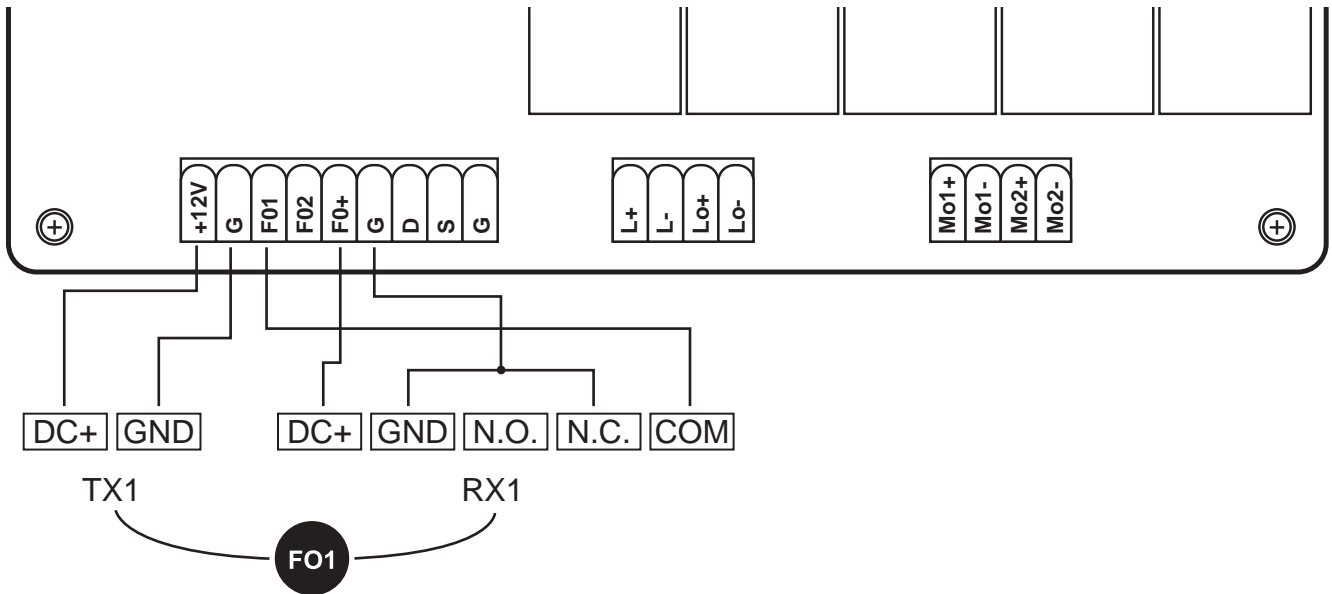 +12V
G
F01
F02
F0+
G
D
S
G
L+
L-
Lo+
Lo-
Mo1+
Mo1-
Mo2+
Mo2-
DC+ GND DC+ GND N.O. N.C. COM
TX1 RX1
FO1